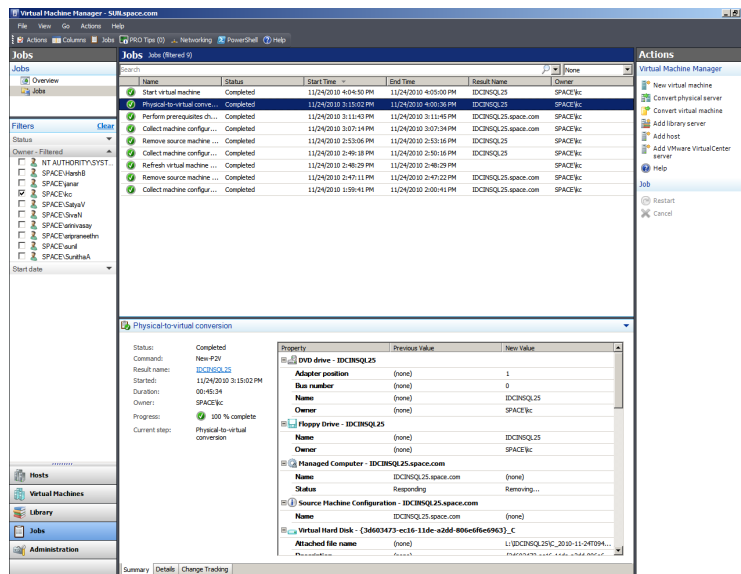 Virtual Machine Manager - SUNspace.com
File View Go Actions Help
Actions Columns Jobs PRO Tips (0) Networking PowerShell Help
Jobs
Jobs
Overview
Jobs
Filters Clear
Status
Owner - Filtered
NT AUTHORITY\SYST...
SPACE\HarshB
SPACE\janar
SPACE\kc
SPACE\SatyaV
SPACE\SivaN
SPACE\srinivasay
SPACE\sripraneethn
SPACE\sunil
SPACE\SunithaA
Start date
Hosts
Virtual Machines
Library
Jobs
Administration
Jobs Jobs (filtered 9)
Search None
Name Status Start Time End Time Result Name Owner
Start virtual machine Completed 11/24/2010 4:04:50 PM 11/24/2010 4:05:00 PM IDCINSQL25 SPACE\kc
Physical-to-virtual conve... Completed 11/24/2010 3:15:02 PM 11/24/2010 4:00:36 PM IDCINSQL25 SPACE\kc
Perform prerequisites ch... Completed 11/24/2010 3:11:43 PM 11/24/2010 3:11:45 PM IDCINSQL25.space.com SPACE\kc
Collect machine configur... Completed 11/24/2010 3:07:14 PM 11/24/2010 3:07:34 PM IDCINSQL25.space.com SPACE\kc
Remove source machine ... Completed 11/24/2010 2:53:06 PM 11/24/2010 2:53:16 PM IDCINSQL25 SPACE\kc
Collect machine configur... Completed 11/24/2010 2:49:18 PM 11/24/2010 2:50:16 PM IDCINSQL25 SPACE\kc
Refresh virtual machine ... Completed 11/24/2010 2:48:29 PM 11/24/2010 2:48:29 PM SPACE\kc
Remove source machine ... Completed 11/24/2010 2:47:11 PM 11/24/2010 2:47:22 PM IDCINSQL25.space.com SPACE\kc
Collect machine configur... Completed 11/24/2010 1:59:41 PM 11/24/2010 2:00:41 PM IDCINSQL25.space.com SPACE\kc
Physical-to-virtual conversion
Status: Completed
Command: New-P2V
Result name: IDCINSQL25
Started: 11/24/2010 3:15:02 PM
Duration: 00:45:34
Owner: SPACE\kc
Progress: 100 % complete
Current step: Physical-to-virtual
conversion
Property Previous Value New Value
DVD drive - IDCINSQL25
Adapter position (none) 1
Bus number (none) 0
Name (none) IDCINSQL25
Owner (none) SPACE\kc
Floppy Drive - IDCINSQL25
Name (none) IDCINSQL25
Owner (none) SPACE\kc
Managed Computer - IDCINSQL25.space.com
Name IDCINSQL25.space.com (none)
Status Responding Removing...
Source Machine Configuration - IDCINSQL25.space.com
Name IDCINSQL25.space.com (none)
Virtual Hard Disk - {3d603473-ec16-11de-a2dd-806e6f6e6963}_C
Attached file name (none) L:\IDCINSQL25\C_2010-11-24T094...
Summary Details Change Tracking
Actions
Virtual Machine Manager
New virtual machine
Convert physical server
Convert virtual machine
Add library server
Add host
Add VMware VirtualCenter
server
Help
Job
Restart
Cancel